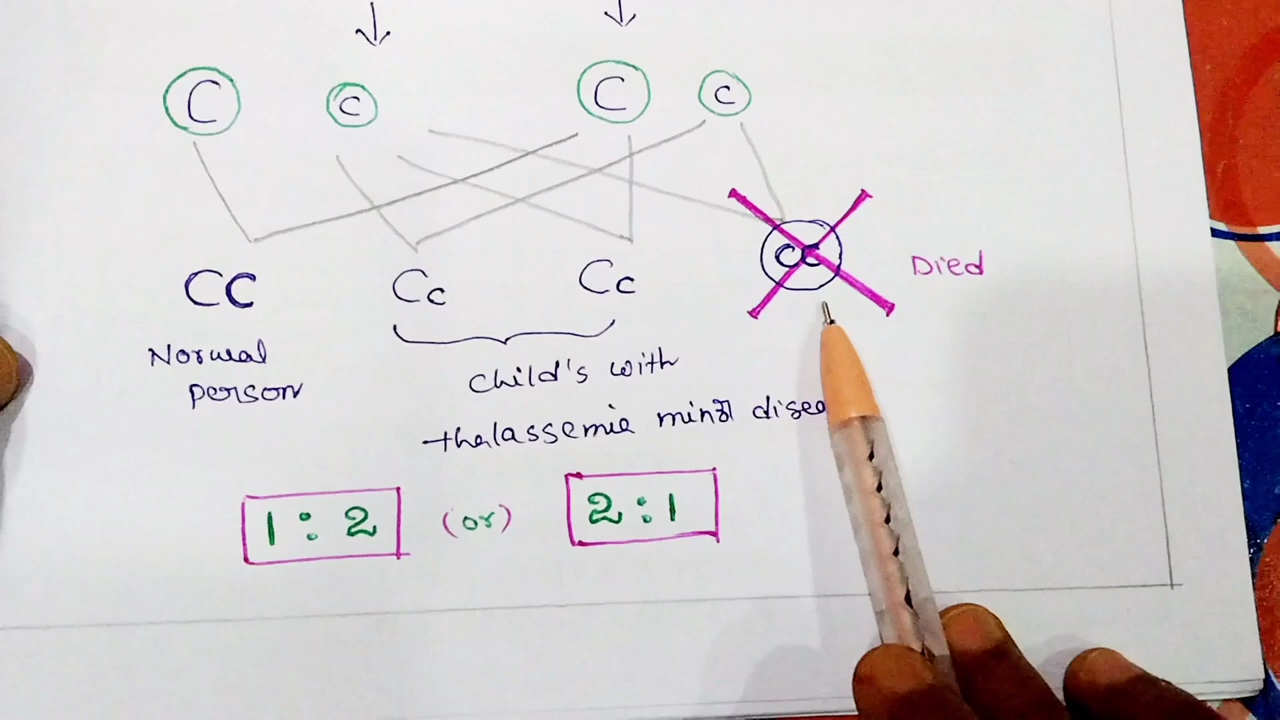 C c C c
CC Cc Cc cc Died
Normal
person
child's with
thalassemia minor
1 : 2 (or) 2 : 1